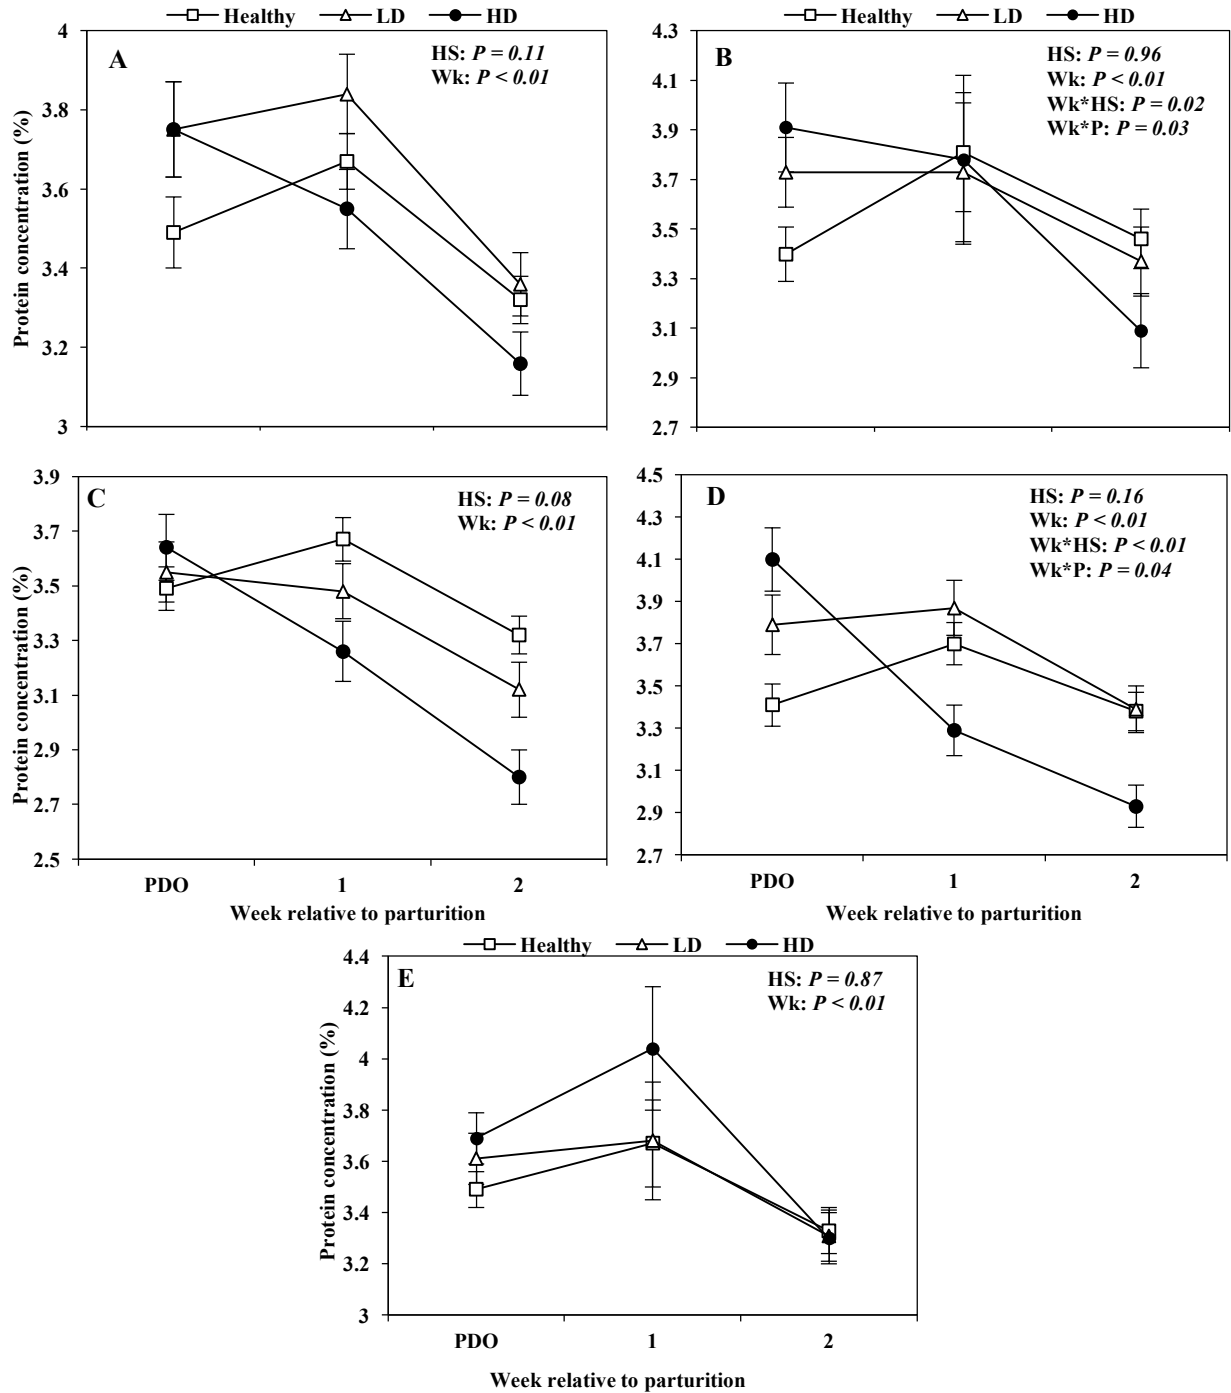 Healthy LD HD
Healthy LD HD
A
HS: P = 0.11
Wk: P < 0.01
Protein concentration (%)
4
3.8
3.6
3.4
3.2
3
B
HS: P = 0.96
Wk: P < 0.01
Wk*HS: P = 0.02
Wk*P: P = 0.03
4.3
4.1
3.9
3.7
3.5
3.3
3.1
2.9
2.7
C
HS: P = 0.08
Wk: P < 0.01
Protein concentration (%)
3.9
3.7
3.5
3.3
3.1
2.9
2.7
2.5
PDO 1 2
Week relative to parturition
D
HS: P = 0.16
Wk: P < 0.01
Wk*HS: P < 0.01
Wk*P: P = 0.04
4.5
4.3
4.1
3.9
3.7
3.5
3.3
3.1
2.9
2.7
PDO 1 2
Week relative to parturition
Healthy LD HD
E
HS: P = 0.87
Wk: P < 0.01
Protein concentration (%)
4.4
4.2
4
3.8
3.6
3.4
3.2
3
PDO 1 2
Week relative to parturition